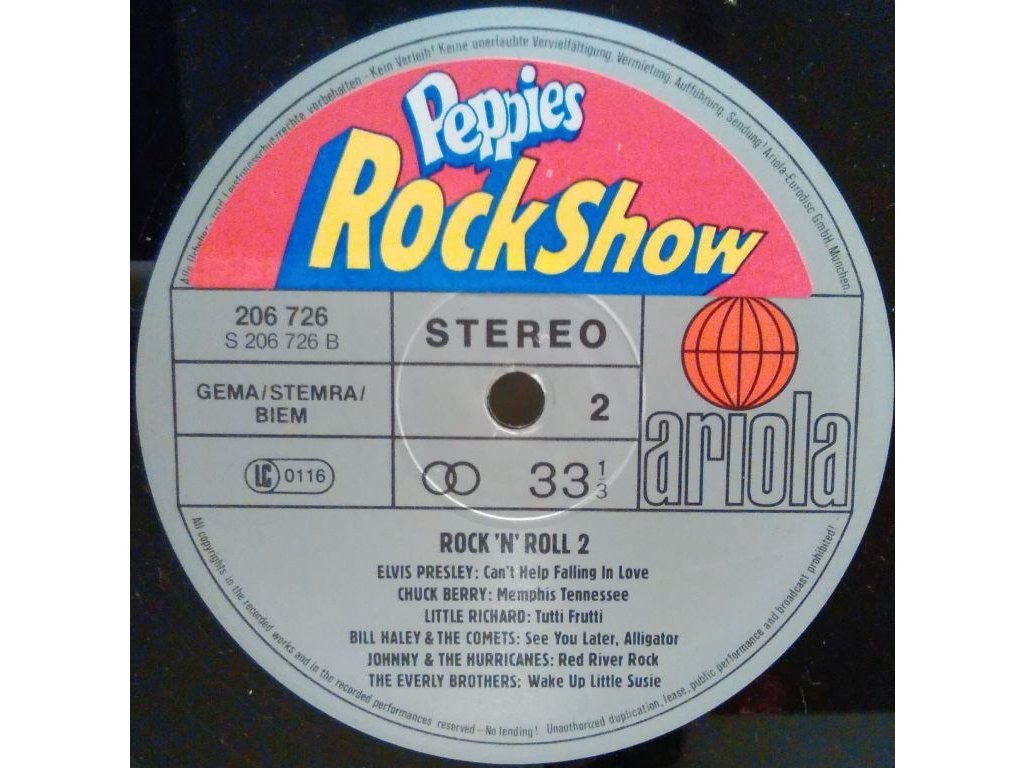 Alle Urheber- und Leistungsschutzrechte vorbehalten - Kein Verleih! Keine unerlaubte Vervielfältigung, Vermietung, Aufführung, Sendung! Ariola-Eurodisc GmbH, München.
Peppies
RockShow
206 726
S 206 726 B
STEREO
GEMA/STEMRA/
BIEM
2
LC 0116
33 1/3
ariola
ROCK 'N' ROLL 2
ELVIS PRESLEY: Can't Help Falling In Love
CHUCK BERRY: Memphis Tennessee
LITTLE RICHARD: Tutti Frutti
BILL HALEY & THE COMETS: See You Later, Alligator
JOHNNY & THE HURRICANES: Red River Rock
THE EVERLY BROTHERS: Wake Up Little Susie
All copyrights in the recorded works and in the recorded performances reserved - No lending! Unauthorized duplication, lease, public performance and broadcast prohibited!